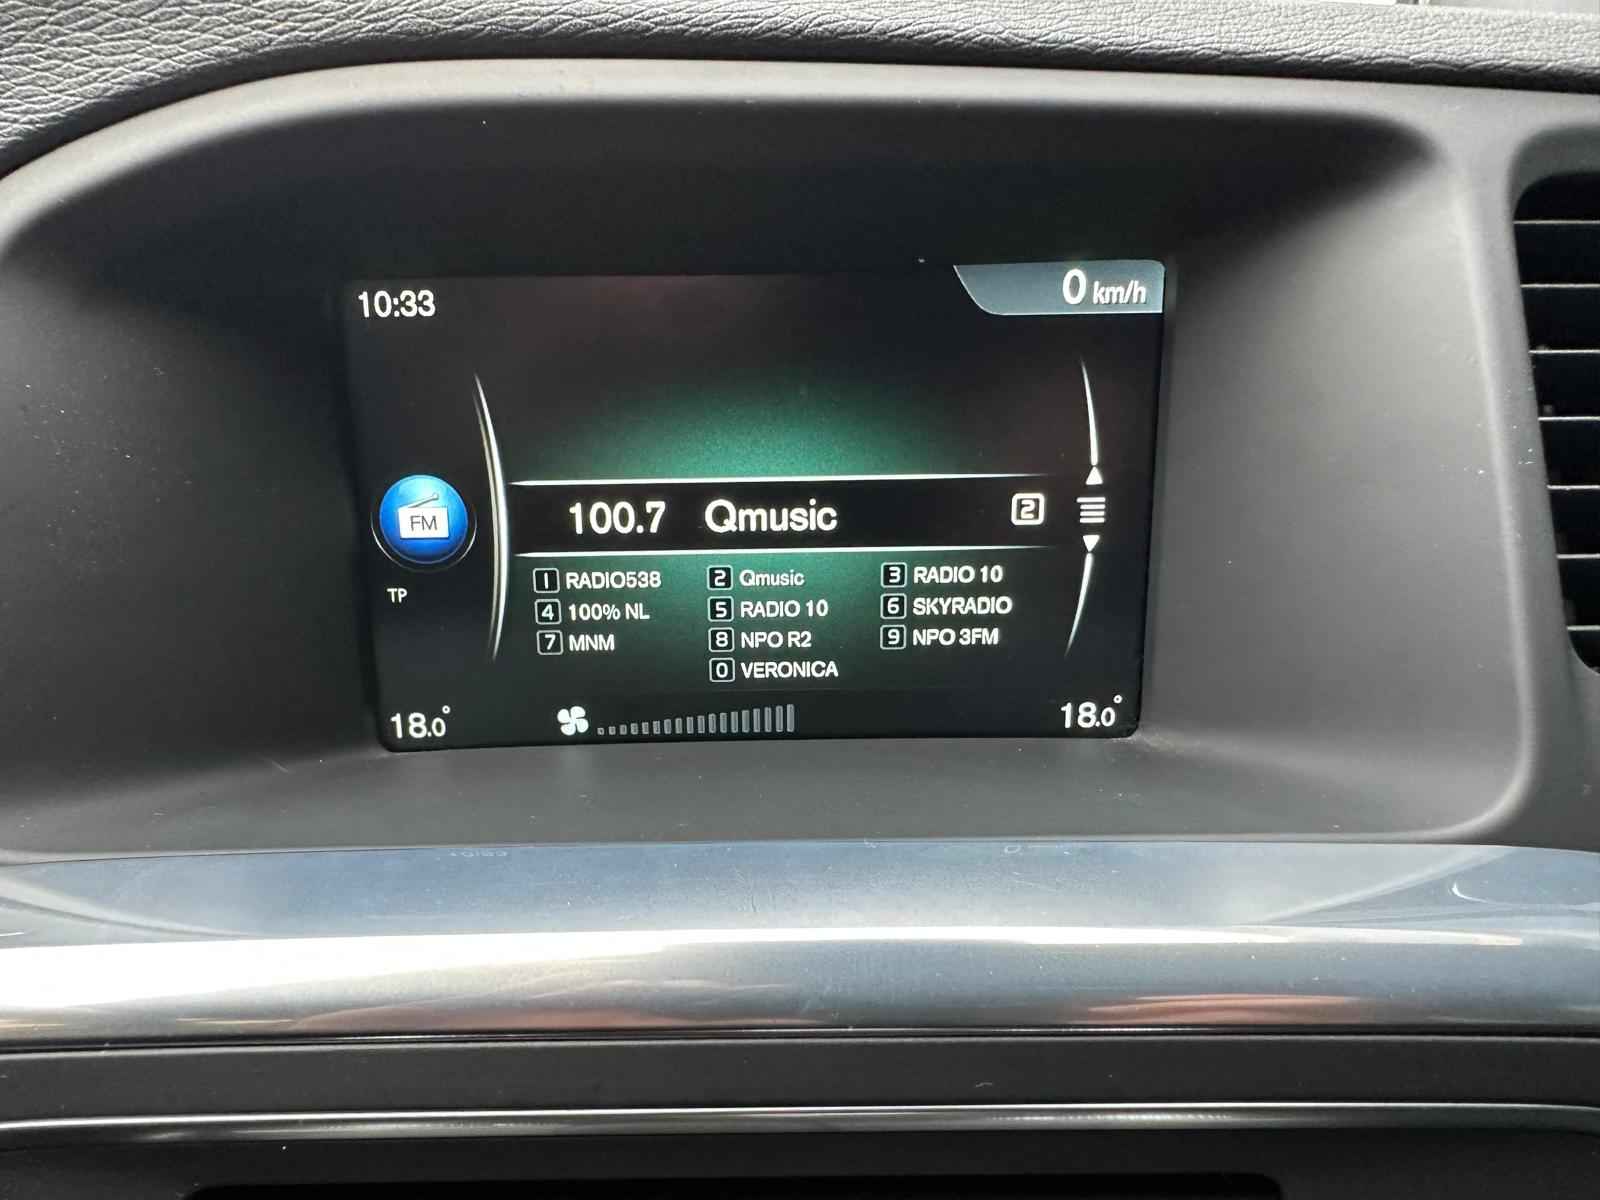 10:33
0 km/h
FM
100.7 Qmusic 2
TP
1 RADIO538 2 Qmusic 3 RADIO 10
4 100% NL 5 RADIO 10 6 SKYRADIO
7 MNM 8 NPO R2 9 NPO 3FM
0 VERONICA
18.0° 18.0°